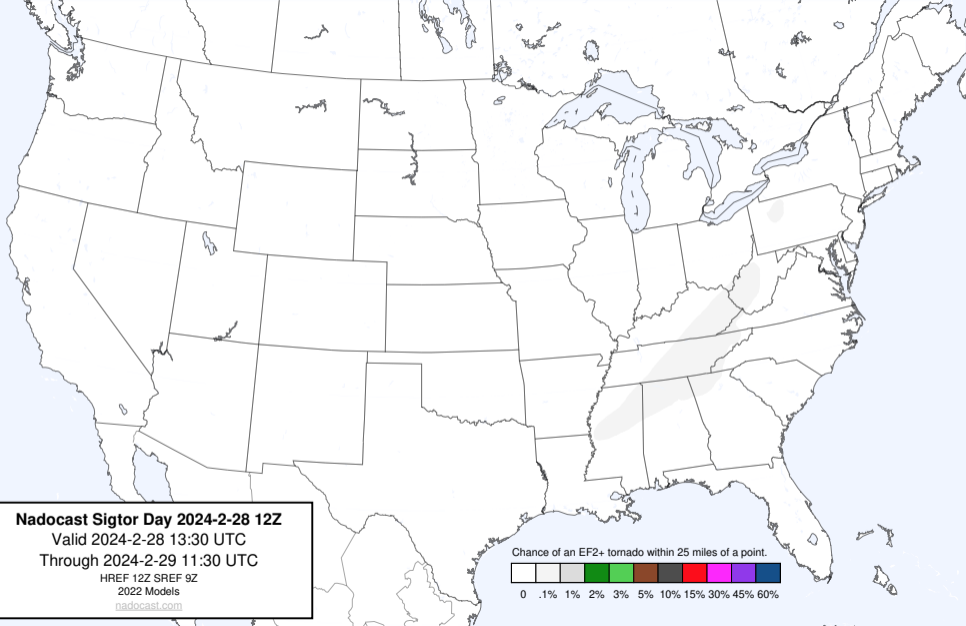 Nadocast Sigtor Day 2024-2-28 12Z
Valid 2024-2-28 13:30 UTC
Through 2024-2-29 11:30 UTC
HREF 12Z SREF 9Z
2022 Models
nadocast.com
Chance of an EF2+ tornado within 25 miles of a point.
0 .1% 1% 2% 3% 5% 10% 15% 30% 45% 60%